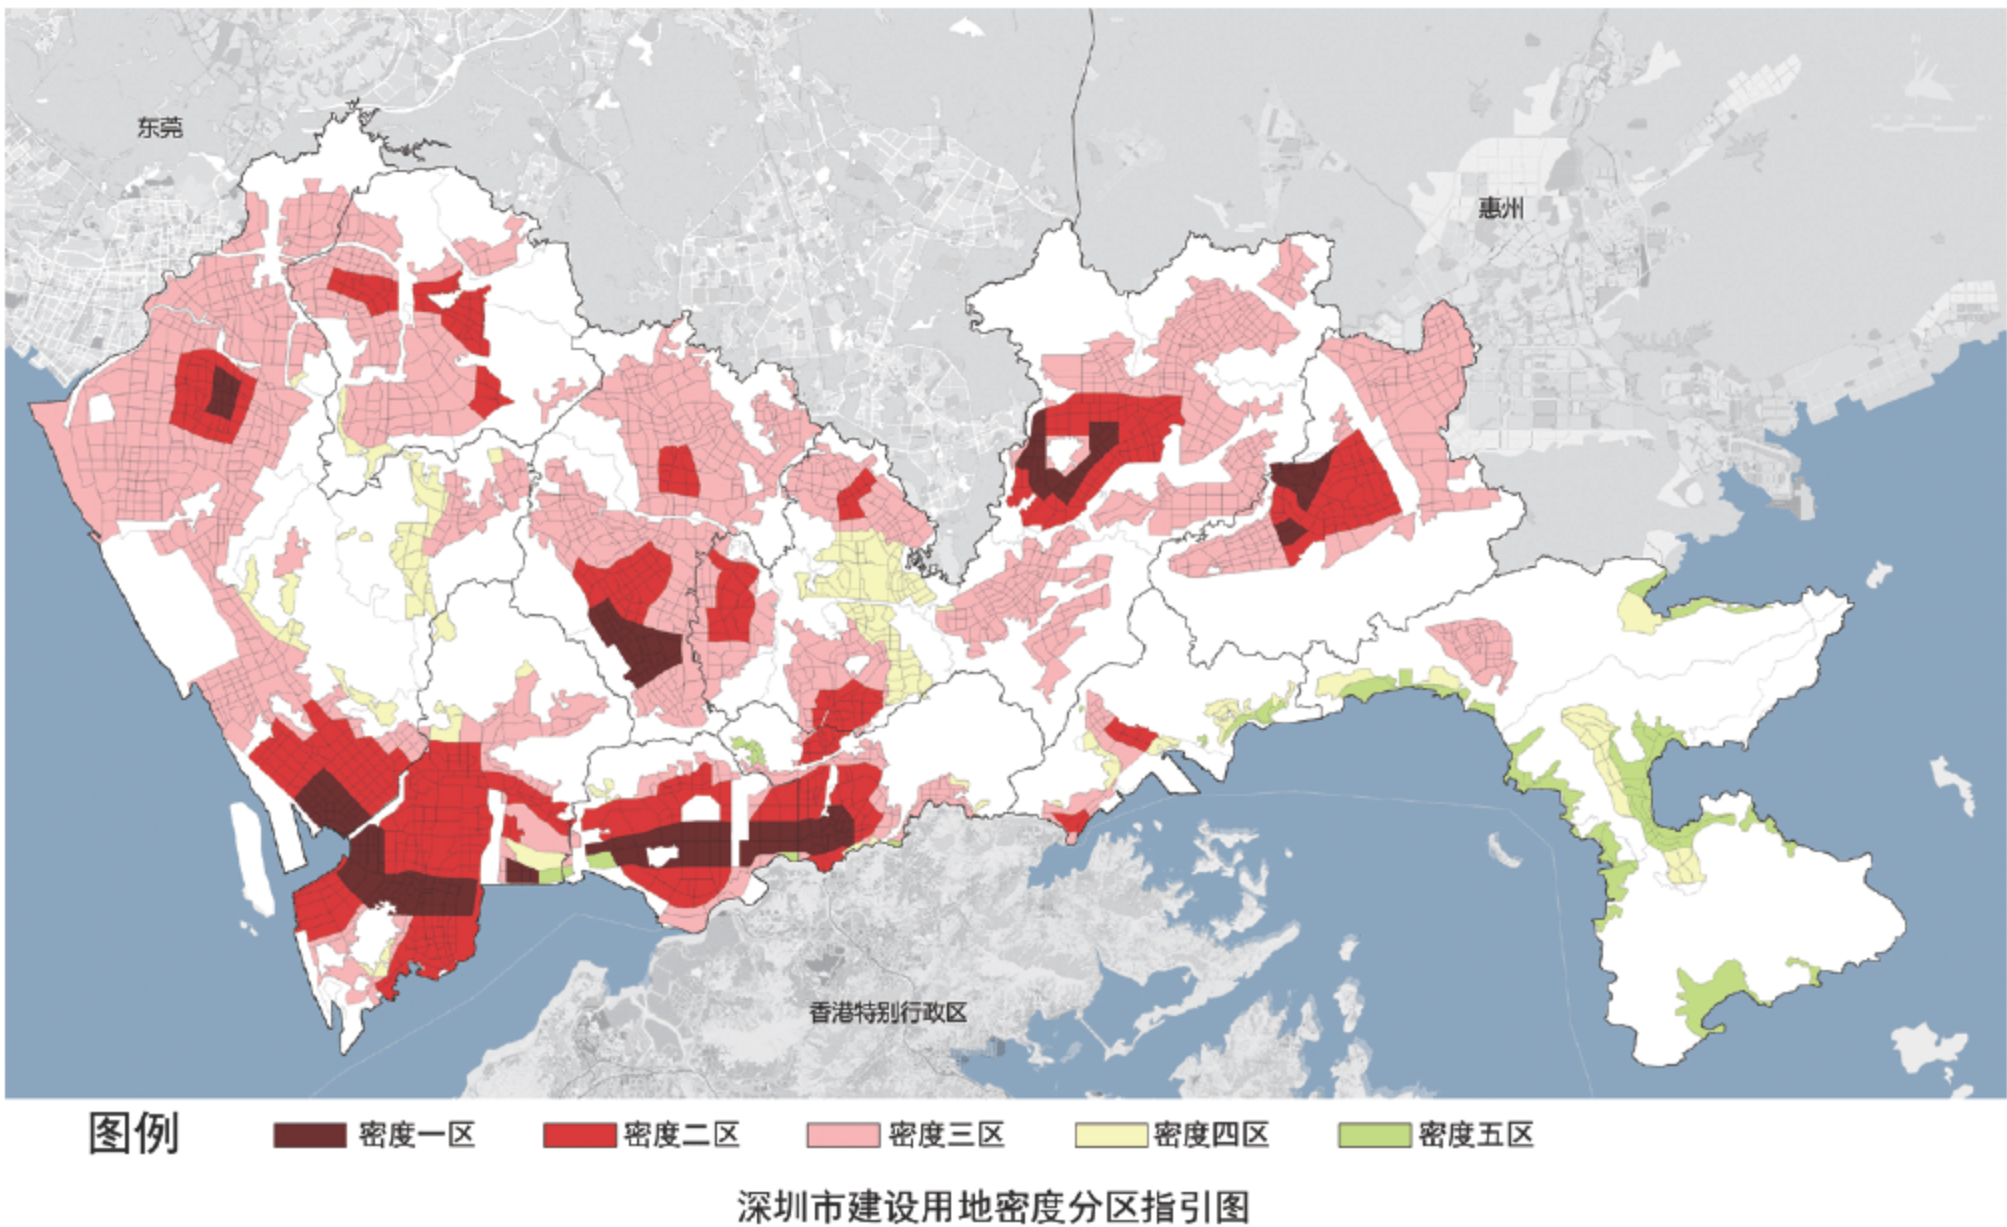 东莞
惠州
香港特别行政区
图例 密度一区 密度二区 密度三区 密度四区 密度五区
深圳市建设用地密度分区指引图